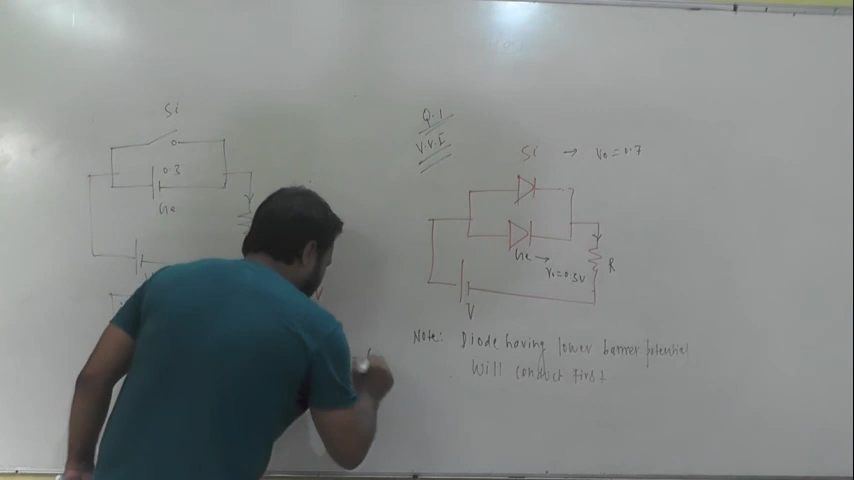 Si
0.3
Ge
Q.1
V.V.I
Si → V0 = 0.7
Ge →
V0 = 0.3V
R
V
Note: Diode having lower barrier potential
will conduct first